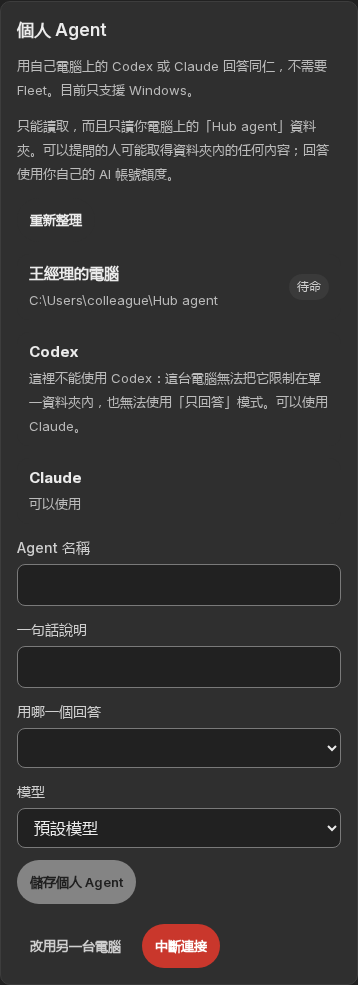 個人 Agent
用自己電腦上的 Codex 或 Claude 回答同仁，不需要
Fleet。目前只支援 Windows。
只能讀取，而且只讀你電腦上的「Hub agent」資料
夾。可以提問的人可能取得資料夾內的任何內容；回答
使用你自己的 AI 帳號額度。
重新整理
王經理的電腦
C:\Users\colleague\Hub agent
待命
Codex
這裡不能使用 Codex：這台電腦無法把它限制在單
一資料夾內，也無法使用「只回答」模式。可以使用
Claude。
Claude
可以使用
Agent 名稱
一句話說明
用哪一個回答
模型
預設模型
儲存個人 Agent
改用另一台電腦
中斷連接